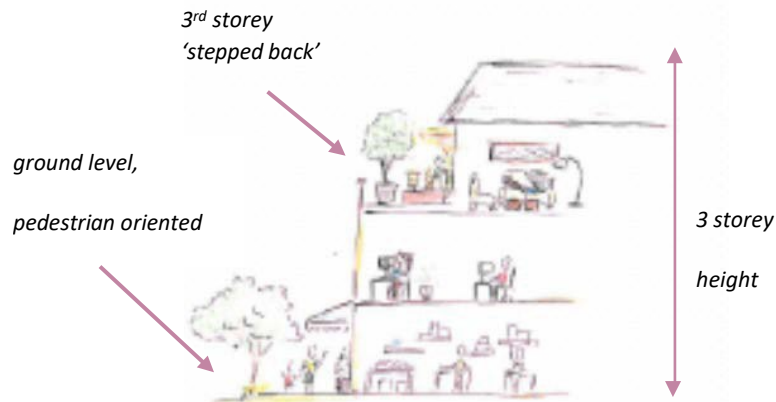 3rd storey
‘stepped back’
ground level,
pedestrian oriented
3 storey
height